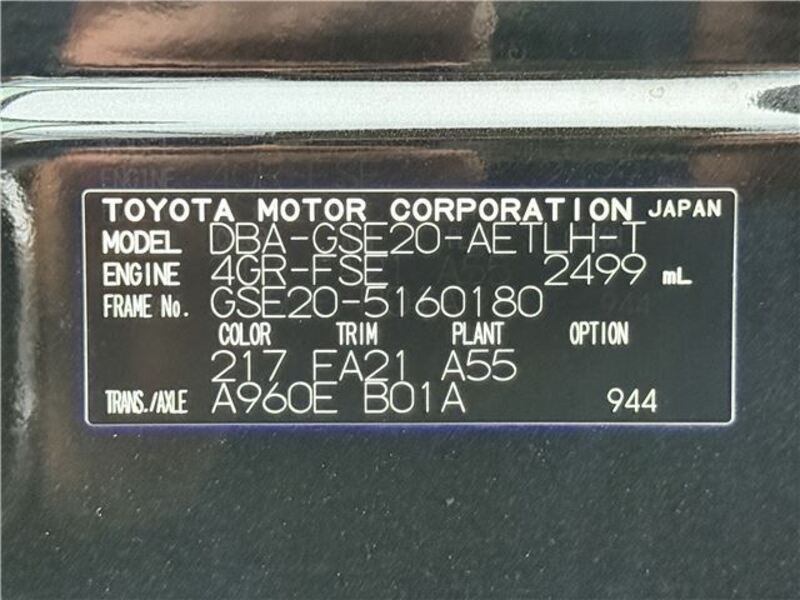 TOYOTA MOTOR CORPORATION JAPAN
MODEL DBA-GSE20-AETLH-T
ENGINE 4GR-FSE 2499 mL
FRAME No. GSE20-5160180
COLOR TRIM PLANT OPTION
217 EA21 A55
TRANS./AXLE A960E B01A 944